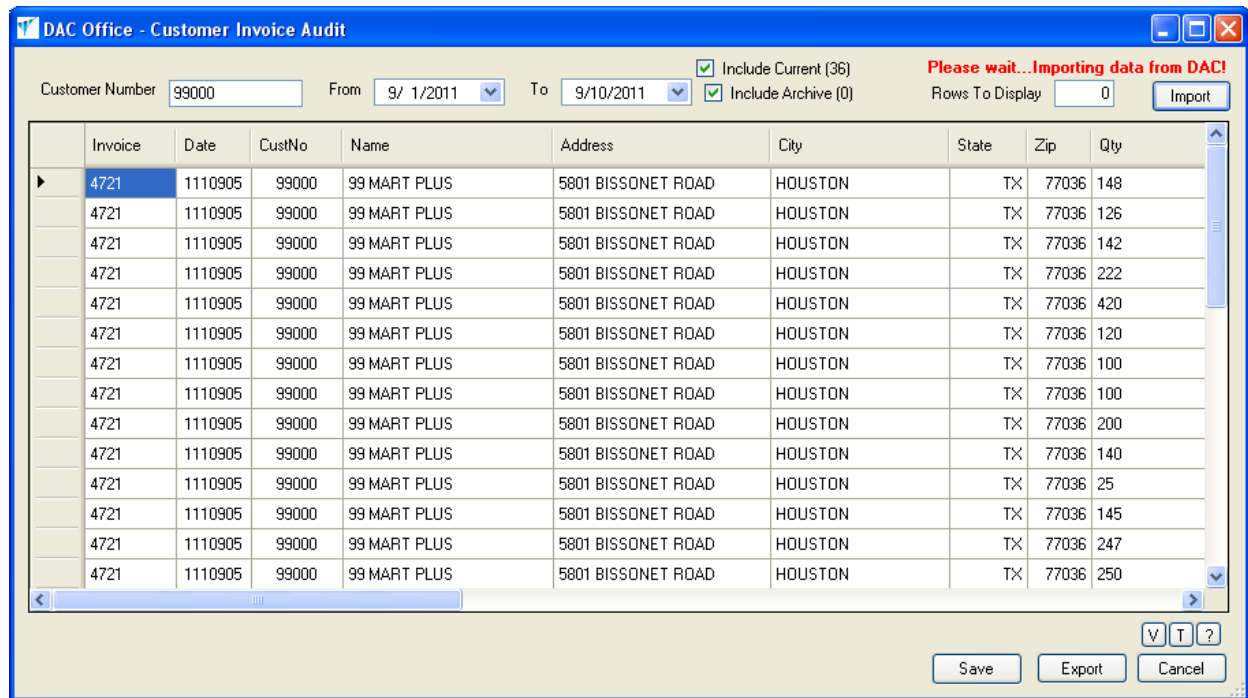 DAC Office - Customer Invoice Audit
Include Current (36) Please wait...Importing data from DAC!
Customer Number 99000 From 9/ 1/2011 To 9/10/2011 Include Archive (0) Rows To Display 0 Import
Invoice Date CustNo Name Address City State Zip Qty
4721 1110905 99000 99 MART PLUS 5801 BISSONET ROAD HOUSTON TX 77036 148
4721 1110905 99000 99 MART PLUS 5801 BISSONET ROAD HOUSTON TX 77036 126
4721 1110905 99000 99 MART PLUS 5801 BISSONET ROAD HOUSTON TX 77036 142
4721 1110905 99000 99 MART PLUS 5801 BISSONET ROAD HOUSTON TX 77036 222
4721 1110905 99000 99 MART PLUS 5801 BISSONET ROAD HOUSTON TX 77036 420
4721 1110905 99000 99 MART PLUS 5801 BISSONET ROAD HOUSTON TX 77036 120
4721 1110905 99000 99 MART PLUS 5801 BISSONET ROAD HOUSTON TX 77036 100
4721 1110905 99000 99 MART PLUS 5801 BISSONET ROAD HOUSTON TX 77036 100
4721 1110905 99000 99 MART PLUS 5801 BISSONET ROAD HOUSTON TX 77036 200
4721 1110905 99000 99 MART PLUS 5801 BISSONET ROAD HOUSTON TX 77036 140
4721 1110905 99000 99 MART PLUS 5801 BISSONET ROAD HOUSTON TX 77036 25
4721 1110905 99000 99 MART PLUS 5801 BISSONET ROAD HOUSTON TX 77036 145
4721 1110905 99000 99 MART PLUS 5801 BISSONET ROAD HOUSTON TX 77036 247
4721 1110905 99000 99 MART PLUS 5801 BISSONET ROAD HOUSTON TX 77036 250
V T ?
Save Export Cancel